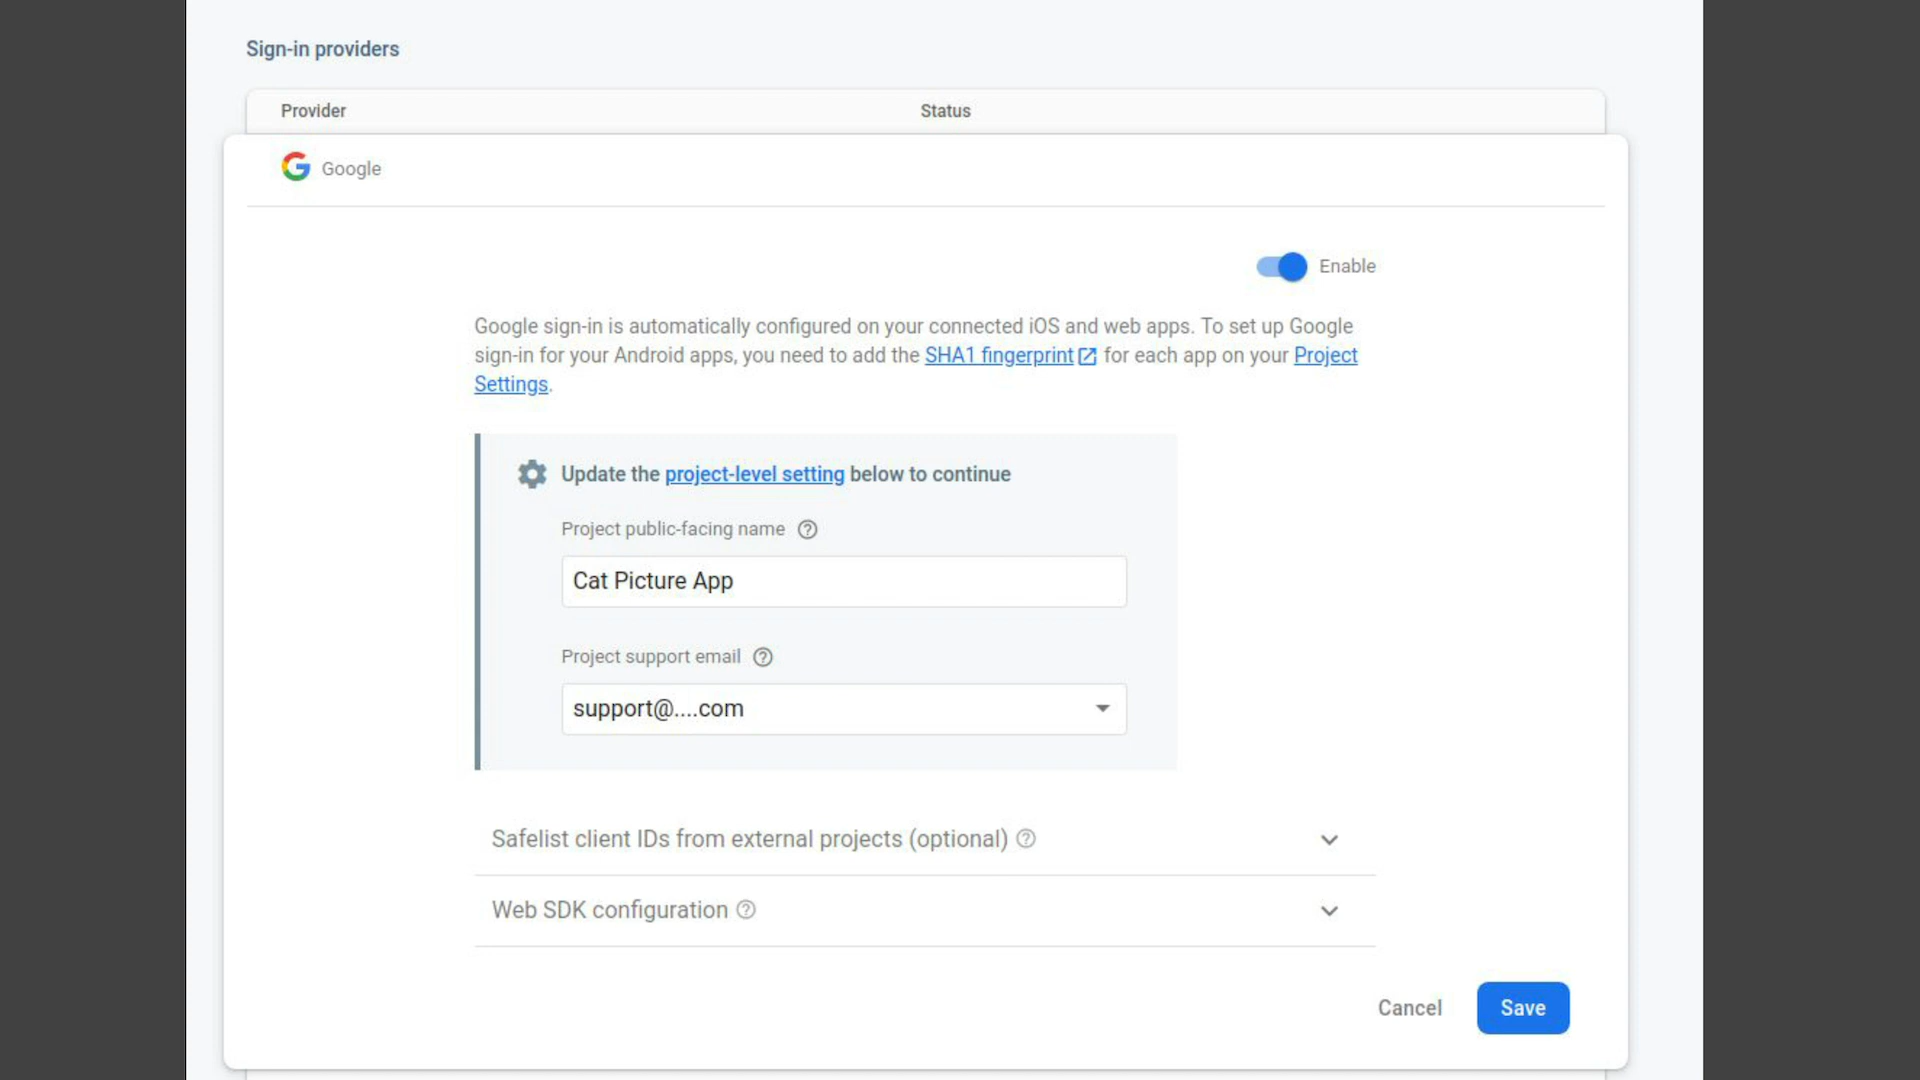 Sign-in providers
Provider Status
Google
Enable
Google sign-in is automatically configured on your connected iOS and web apps. To set up Google
sign-in for your Android apps, you need to add the SHA1 fingerprint for each app on your Project
Settings.
Update the project-level setting below to continue
Project public-facing name
Cat Picture App
Project support email
support@....com
Safelist client IDs from external projects (optional)
Web SDK configuration
Cancel Save